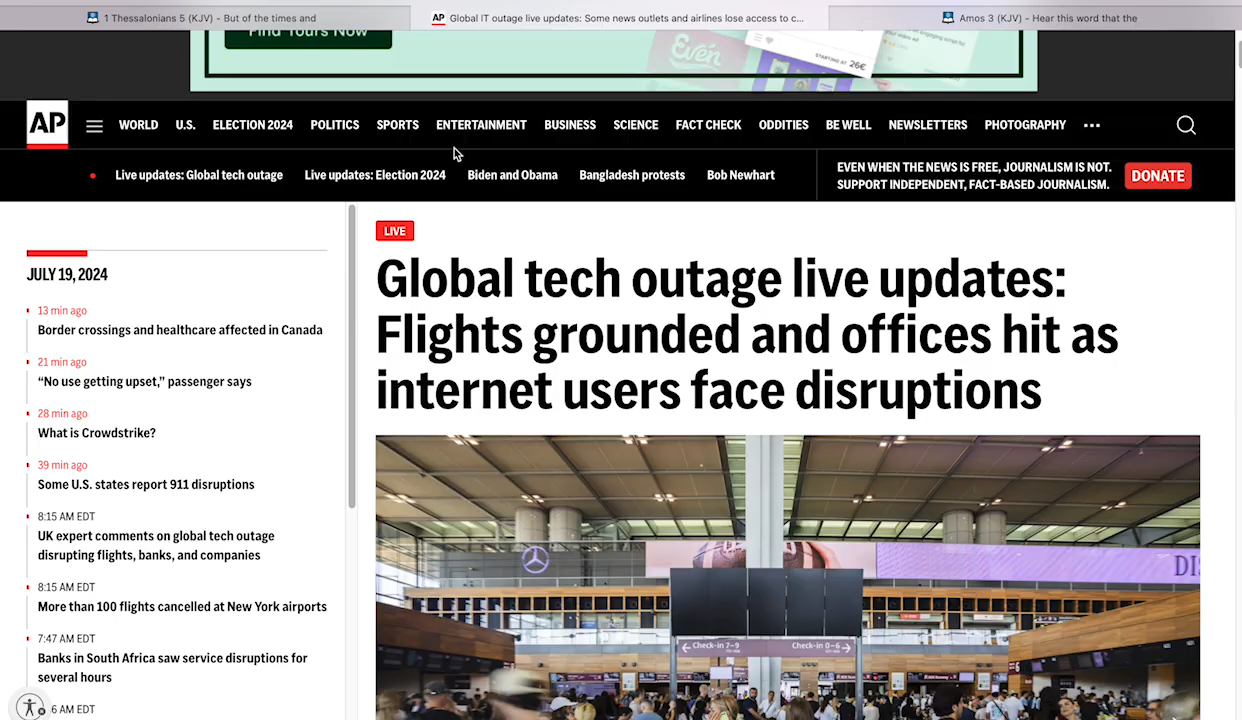 1 Thessalonians 5 (KJV) - But of the times and
AP Global IT outage live updates: Some news outlets and airlines lose access to c...
Amos 3 (KJV) - Hear this word that the
Find Tours Now
Even
STARTING AT 26€
AP
WORLD U.S. ELECTION 2024 POLITICS SPORTS ENTERTAINMENT BUSINESS SCIENCE FACT CHECK ODDITIES BE WELL NEWSLETTERS PHOTOGRAPHY ...
Live updates: Global tech outage Live updates: Election 2024 Biden and Obama Bangladesh protests Bob Newhart
EVEN WHEN THE NEWS IS FREE, JOURNALISM IS NOT.
SUPPORT INDEPENDENT, FACT-BASED JOURNALISM.
DONATE
JULY 19, 2024
13 min ago
Border crossings and healthcare affected in Canada
21 min ago
“No use getting upset,” passenger says
28 min ago
What is Crowdstrike?
39 min ago
Some U.S. states report 911 disruptions
8:15 AM EDT
UK expert comments on global tech outage
disrupting flights, banks, and companies
8:15 AM EDT
More than 100 flights cancelled at New York airports
7:47 AM EDT
Banks in South Africa saw service disruptions for
several hours
6 AM EDT
LIVE
Global tech outage live updates:
Flights grounded and offices hit as
internet users face disruptions
DI
Check-in 7-9
Check-in 0-6